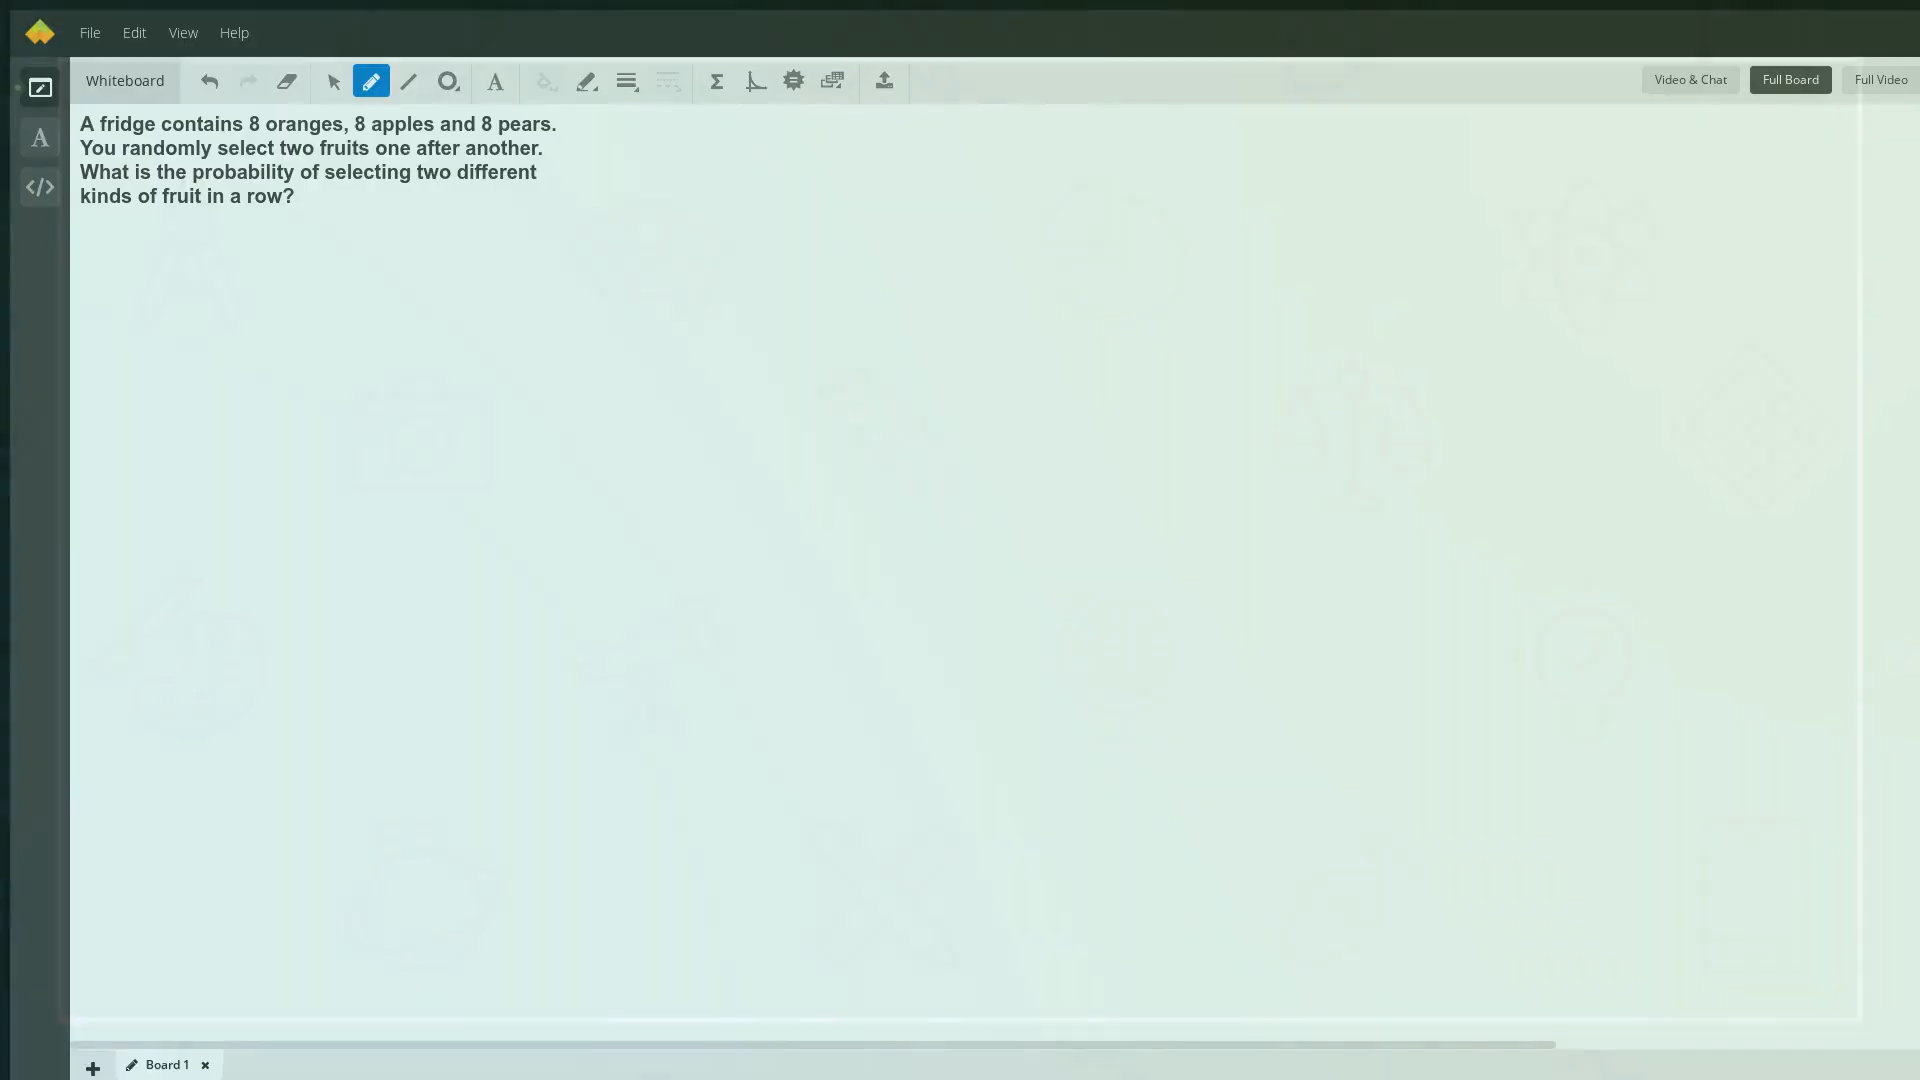 File Edit View Help
Whiteboard
Video & Chat Full Board Full Video
A fridge contains 8 oranges, 8 apples and 8 pears.
You randomly select two fruits one after another.
What is the probability of selecting two different
kinds of fruit in a row?
Board 1